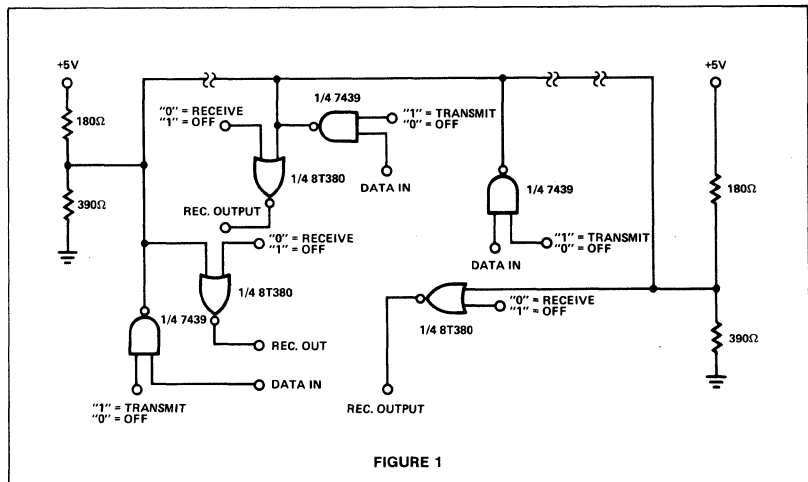 +5V
+5V
1/4 7439
"0" = RECEIVE
"1" = OFF
"1" = TRANSMIT
"0" = OFF
180Ω
1/4 8T380
DATA IN
1/4 7439
180Ω
390Ω
REC. OUTPUT
"0" = RECEIVE
"1" = OFF
"1" = TRANSMIT
"0" = OFF
DATA IN
1/4 8T380
1/4 7439
"0" = RECEIVE
"1" = OFF
1/4 8T380
390Ω
REC. OUT
DATA IN
"1" = TRANSMIT
"0" = OFF
REC. OUTPUT
FIGURE 1